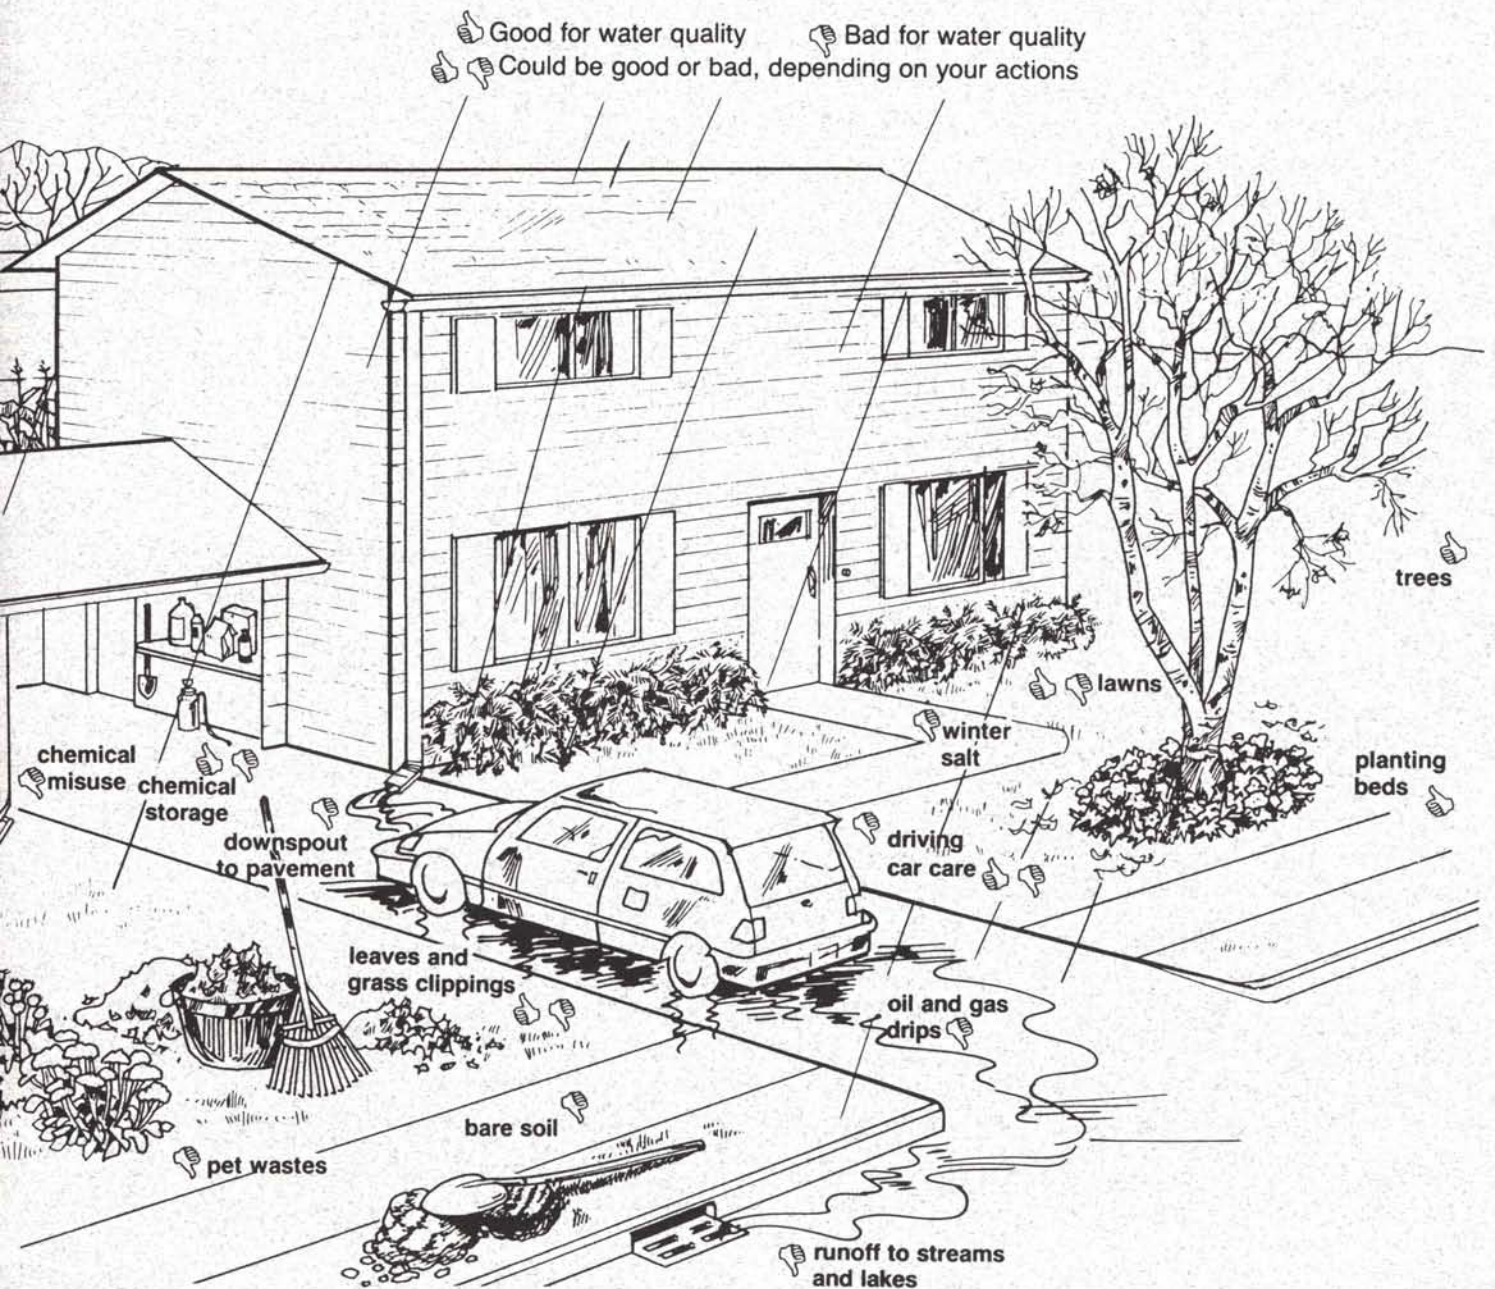 Good for water quality
Bad for water quality
Could be good or bad, depending on your actions
trees
lawns
winter
salt
planting
beds
chemical
misuse
chemical
storage
downspout
to pavement
driving
car care
leaves and
grass clippings
oil and gas
drips
bare soil
pet wastes
runoff to streams
and lakes